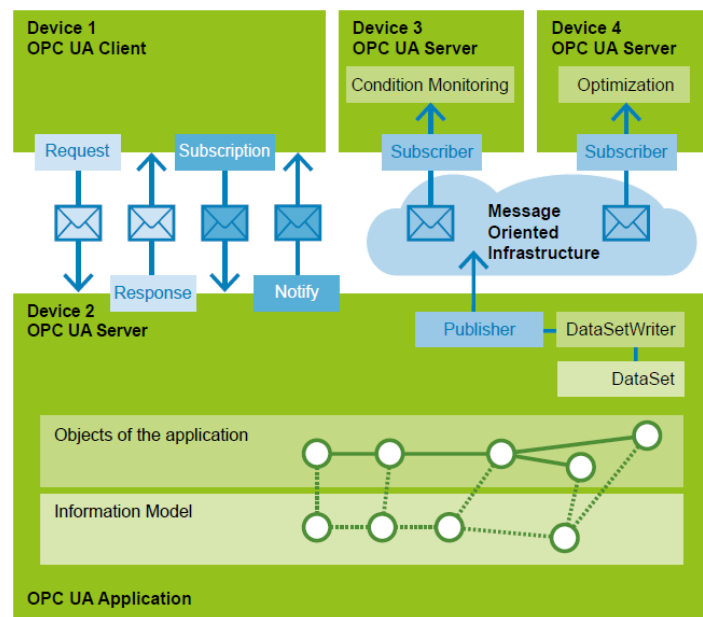 Device 1
OPC UA Client
Device 3
OPC UA Server
Device 4
OPC UA Server
Condition Monitoring
Optimization
Request
Subscription
Subscriber
Subscriber
Message
Oriented
Infrastructure
Response
Notify
Device 2
OPC UA Server
Publisher
DataSetWriter
DataSet
Objects of the application
Information Model
OPC UA Application